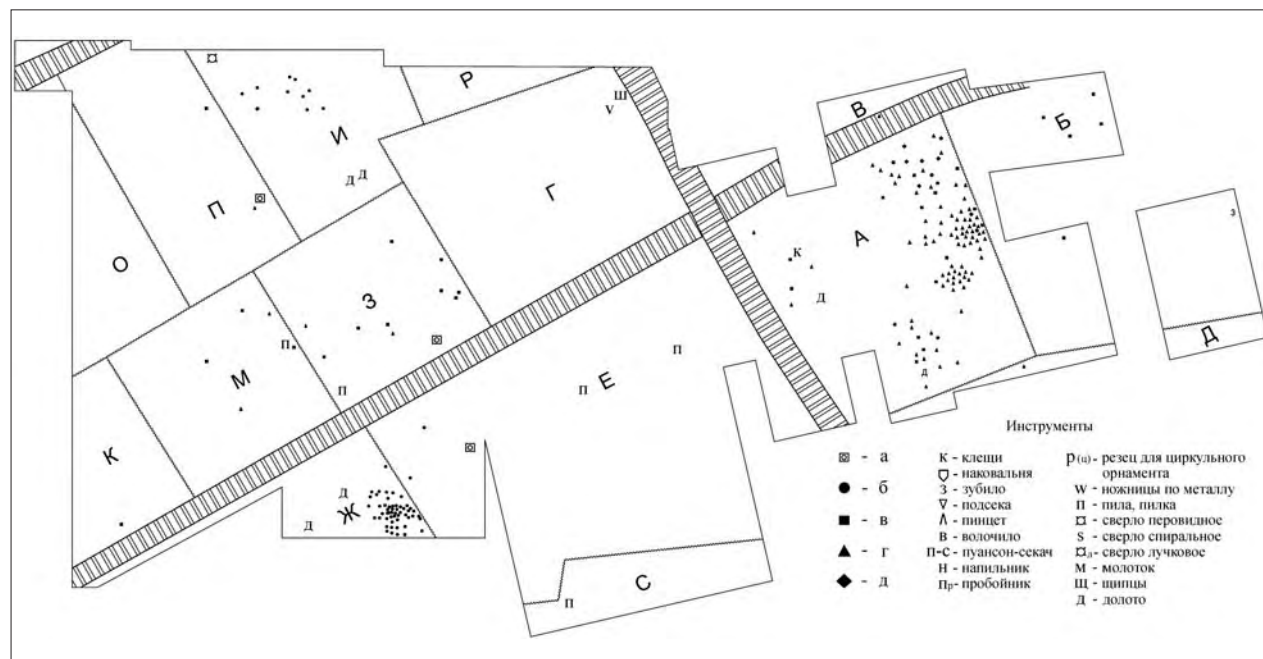 Р
Ш
V
В
Б
И
д д
П
Г
А
О
К
З
д
з
Д
М
п
п
Е
п
п
К
д
д
Ж
д
С
п
Инструменты
а
б
в
г
д
К - клещи
наковальня
З - зубило
∇ - подсека
Λ - пинцет
В - волочило
П-С - пуансон-секач
Н - напильник
Пр - пробойник
Р(ц) - резец для циркульного
орнамента
W - ножницы по металлу
П - пила, пилка
сверло перовидное
S - сверло спиральное
л - сверло лучковое
М - молоток
Щ - щипцы
Д - долото